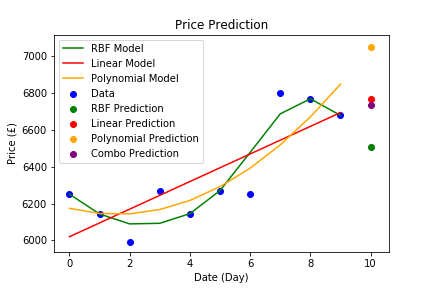 Price Prediction
RBF Model
Linear Model
Polynomial Model
Data
RBF Prediction
Linear Prediction
Polynomial Prediction
Combo Prediction
Price (£)
7000
6800
6600
6400
6200
6000
0 2 4 6 8 10
Date (Day)